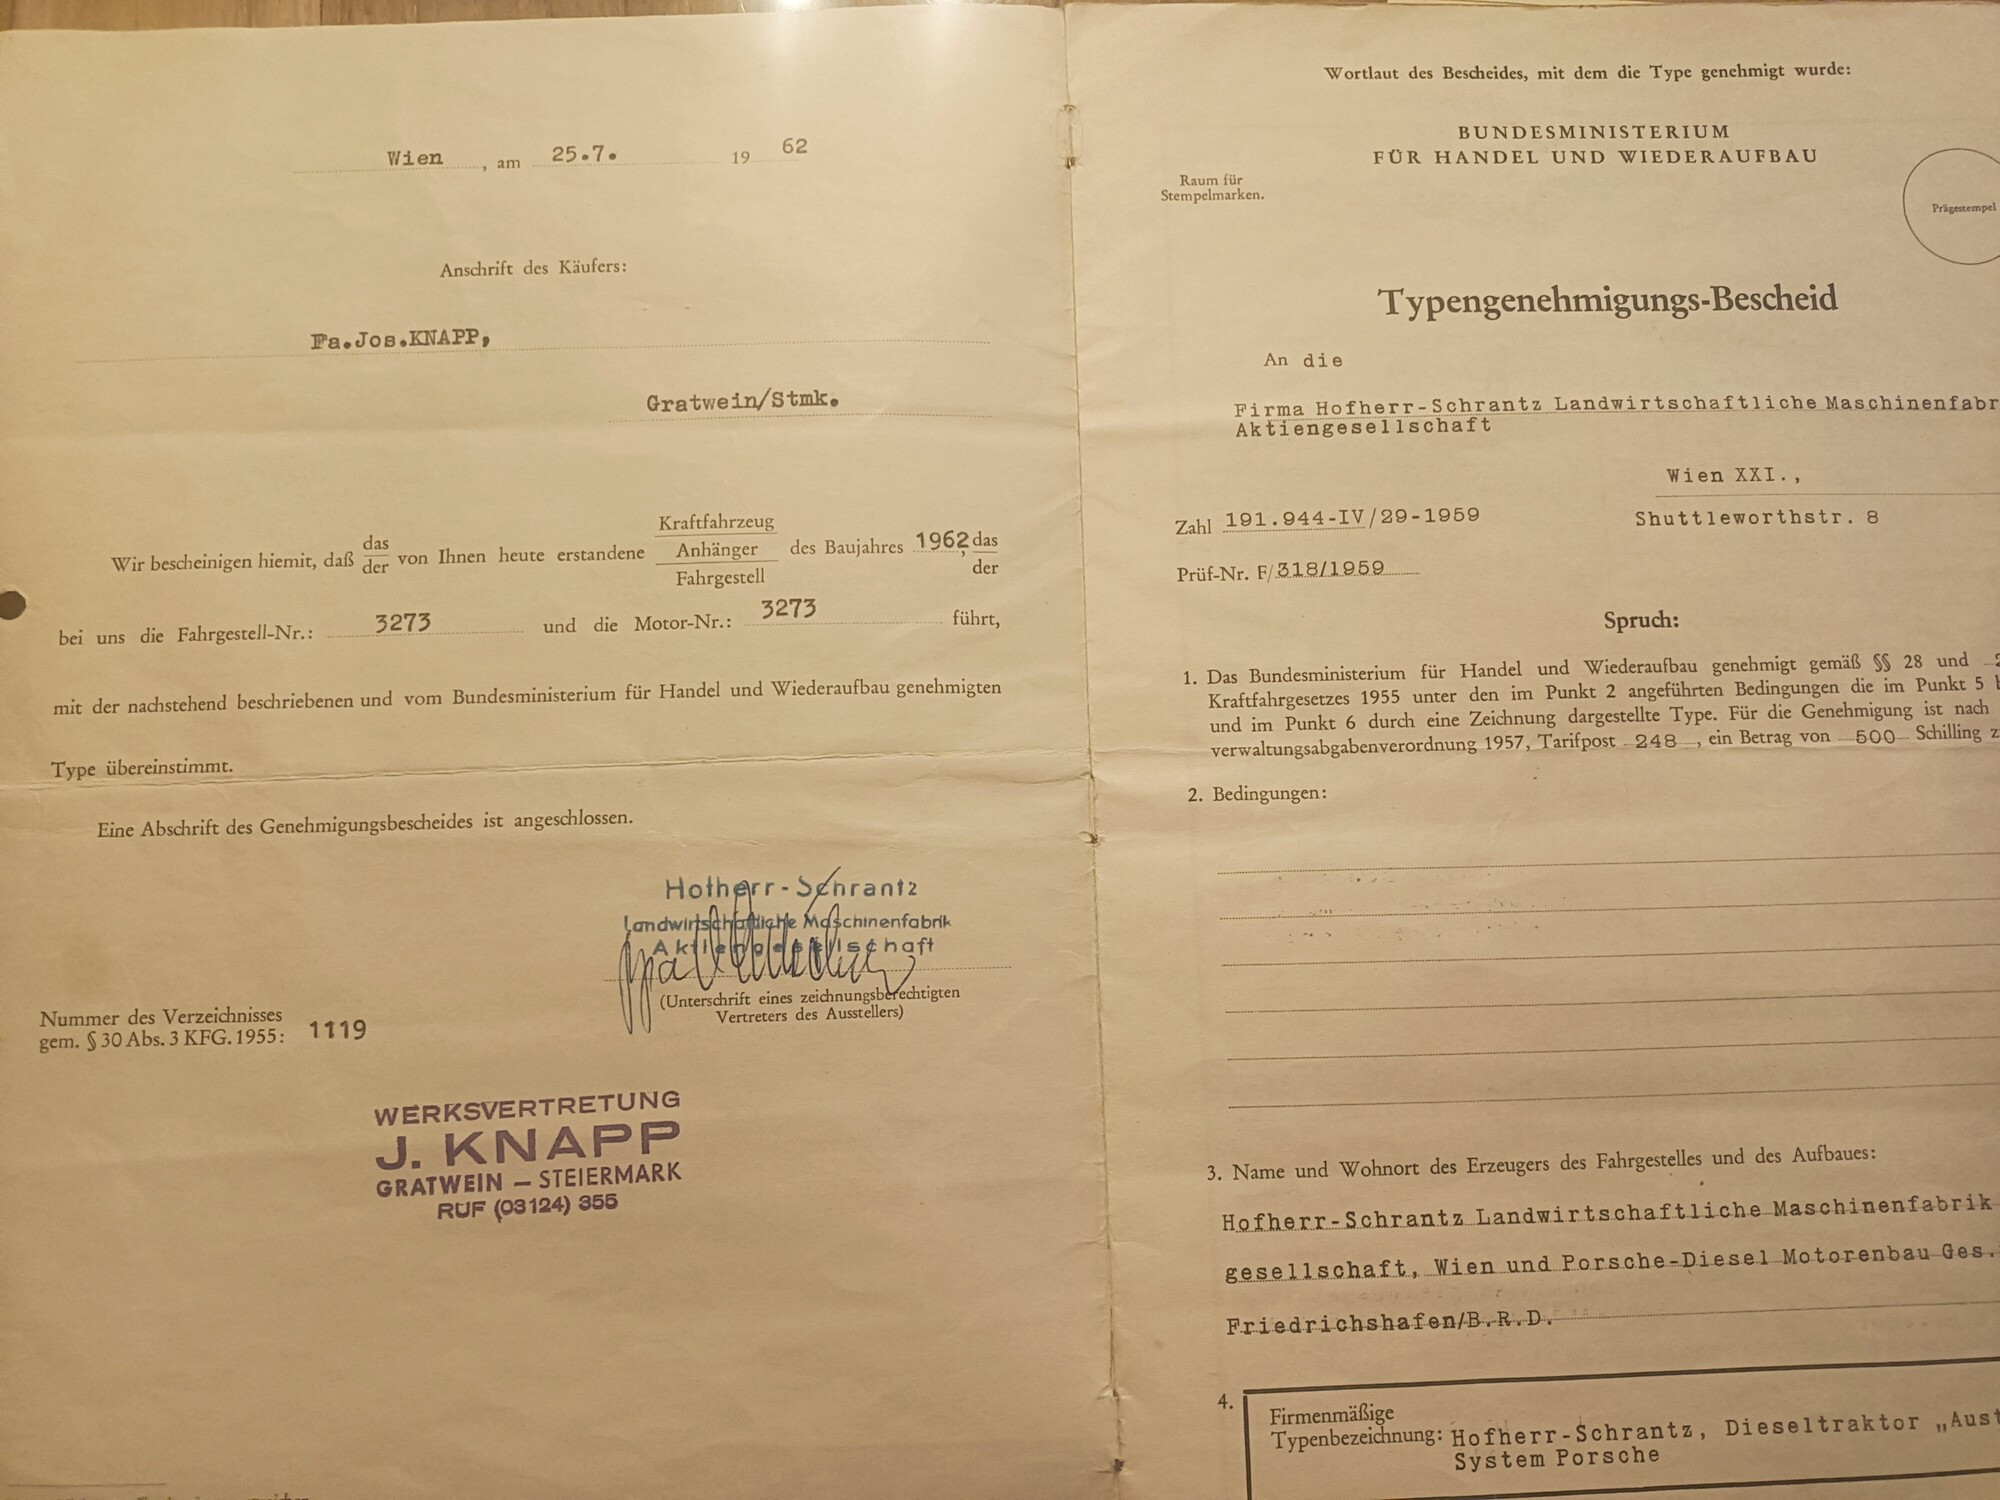 Wien , am 25.7. 19 62
Anschrift des Käufers:
Fa.Jos.KNAPP,
Gratwein/Stmk.
Wir bescheinigen hiemit, daß das/der von Ihnen heute erstandene Kraftfahrzeug/Anhänger/Fahrgestell des Baujahres 1962, das/der
bei uns die Fahrgestell-Nr.: 3273 und die Motor-Nr.: 3273 führt,
mit der nachstehend beschriebenen und vom Bundesministerium für Handel und Wiederaufbau genehmigten
Type übereinstimmt.
Eine Abschrift des Genehmigungsbescheides ist angeschlossen.
Hofherr-Schrantz
Landwirtschaftliche Maschinenfabrik
Aktiengesellschaft
(Unterschrift eines zeichnungsberechtigten
Vertreters des Ausstellers)
Nummer des Verzeichnisses
gem. § 30 Abs. 3 KFG. 1955: 1119
WERKSVERTRETUNG
J. KNAPP
GRATWEIN – STEIERMARK
RUF (03124) 355
Wortlaut des Bescheides, mit dem die Type genehmigt wurde:
BUNDESMINISTERIUM
FÜR HANDEL UND WIEDERAUFBAU
Raum für
Stempelmarken.
Prägestempel
Typengenehmigungs-Bescheid
An die
Firma Hofherr-Schrantz Landwirtschaftliche Maschinenfabr
Aktiengesellschaft
Wien XXI.,
Shuttleworthstr. 8
Zahl 191.944-IV/29-1959
Prüf-Nr. F/318/1959
Spruch:
1. Das Bundesministerium für Handel und Wiederaufbau genehmigt gemäß §§ 28 und
Kraftfahrgesetzes 1955 unter den im Punkt 2 angeführten Bedingungen die im Punkt 5
und im Punkt 6 durch eine Zeichnung dargestellte Type. Für die Genehmigung ist nach
verwaltungsabgabenverordnung 1957, Tarifpost 248, ein Betrag von 500 Schilling z
2. Bedingungen:
3. Name und Wohnort des Erzeugers des Fahrgestelles und des Aufbaues:
Hofherr-Schrantz Landwirtschaftliche Maschinenfabrik
gesellschaft, Wien und Porsche-Diesel Motorenbau Ges.
Friedrichshafen/B.R.D.
4. Firmenmäßige
Typenbezeichnung: Hofherr-Schrantz, Dieseltraktor „Aust
System Porsche